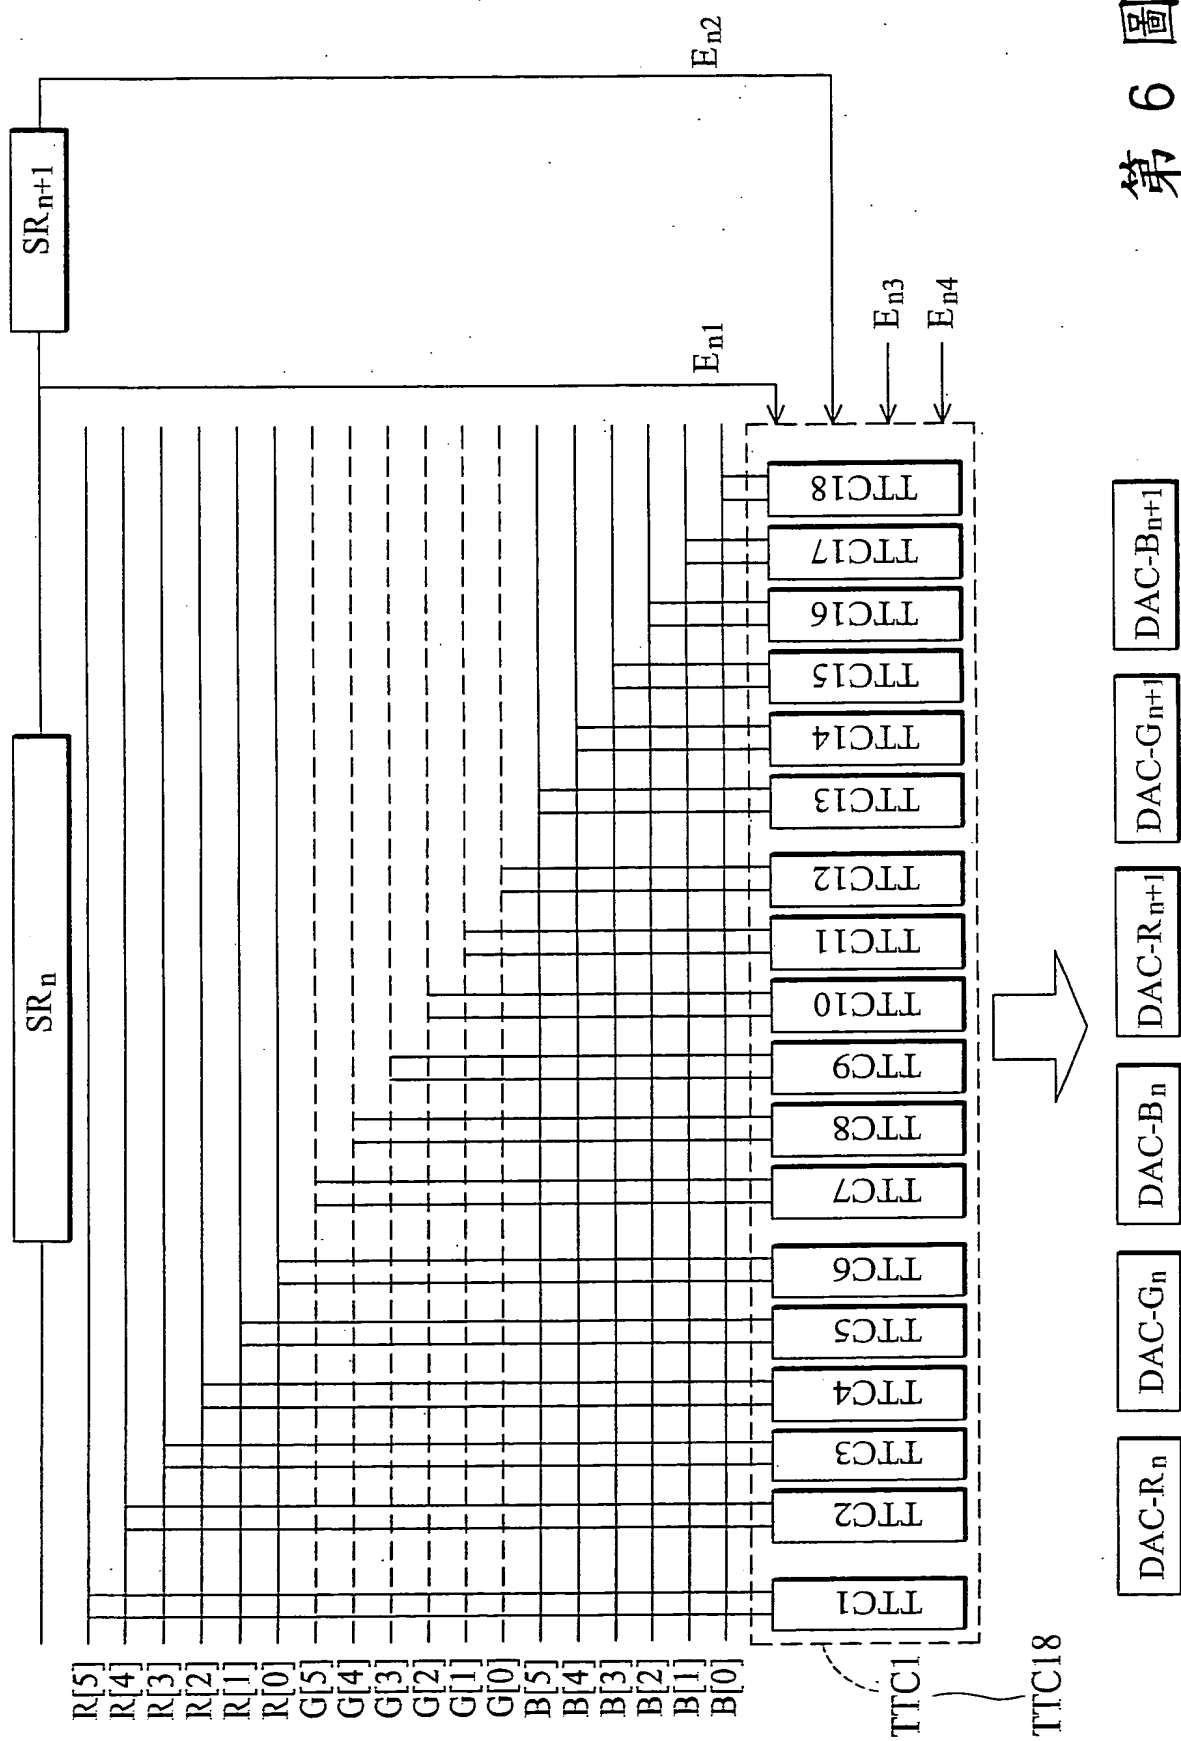 SRn
SRn+1
R[5]
R[4]
R[3]
R[2]
R[1]
R[0]
G[5]
G[4]
G[3]
G[2]
G[1]
G[0]
B[5]
B[4]
B[3]
B[2]
B[1]
B[0]
En1
En2
En3
En4
TTC1
TTC2
TTC3
TTC4
TTC5
TTC6
TTC7
TTC8
TTC9
TTC10
TTC11
TTC12
TTC13
TTC14
TTC15
TTC16
TTC17
TTC18
TTC1
TTC18
DAC-Rn
DAC-Gn
DAC-Bn
DAC-Rn+1
DAC-Gn+1
DAC-Bn+1
第 6 圖